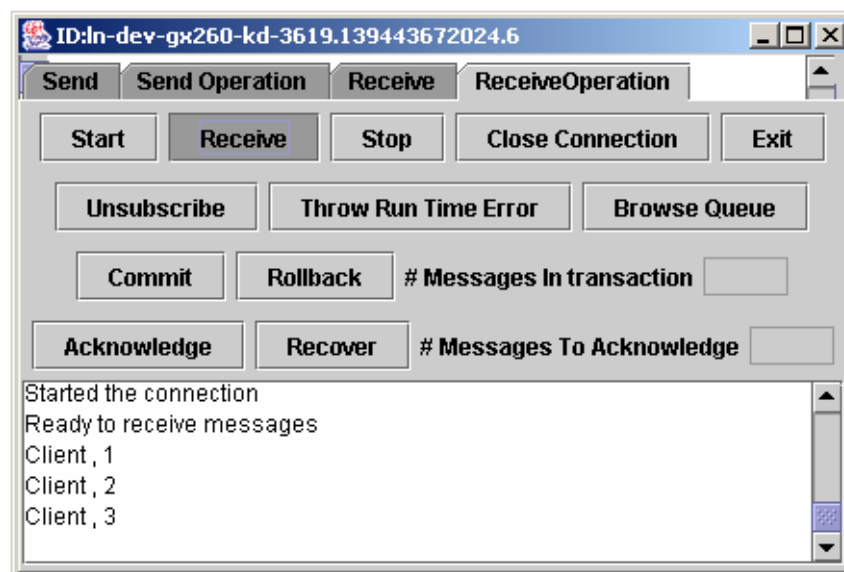 ID:ln-dev-gx260-kd-3619.139443672024.6
Send Send Operation Receive ReceiveOperation
Start Receive Stop Close Connection Exit
Unsubscribe Throw Run Time Error Browse Queue
Commit Rollback # Messages In transaction
Acknowledge Recover # Messages To Acknowledge
Started the connection
Ready to receive messages
Client , 1
Client , 2
Client , 3